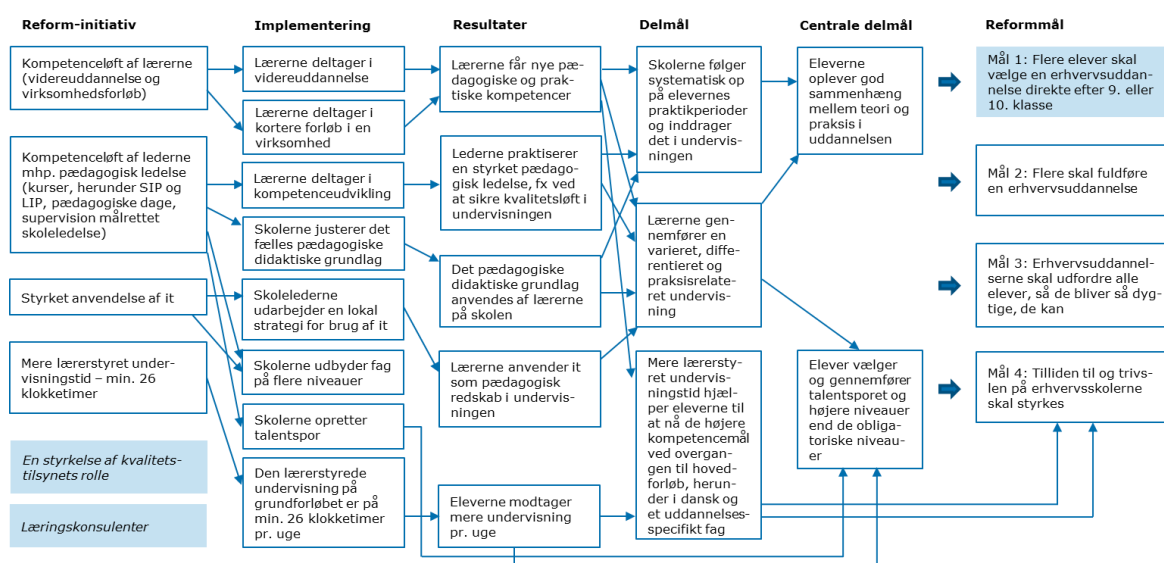 Reform-initiativ
Kompetenceløft af lærerne
(videreuddannelse og
virksomhedsforløb)
Kompetenceløft af lederne
mhp. pædagogisk ledelse
(kurser, herunder SIP og
LIP, pædagogiske dage,
supervision målrettet
skoleledelse)
Styrket anvendelse af it
Mere lærerstyret under-
visningstid – min. 26
klokketimer
En styrkelse af kvalitets-
tilsynets rolle
Læringskonsulenter
Implementering
Lærerne deltager i
videreuddannelse
Lærerne deltager i
kortere forløb i en
virksomhed
Lærerne deltager i
kompetenceudvikling
Skolerne justerer det
fælles pædagogiske
didaktiske grundlag
Skolelederne
udarbejder en lokal
strategi for brug af it
Skolerne udbyder fag
på flere niveauer
Skolerne opretter
talentspor
Den lærerstyrede
undervisning på
grundforløbet er på
min. 26 klokketimer
pr. uge
Resultater
Lærerne får nye pæ-
dagogiske og prak-
tiske kompetencer
Lederne praktiserer
en styrket pædago-
gisk ledelse, fx ved
at sikre kvalitetsløft i
undervisningen
Det pædagogiske
didaktiske grundlag
anvendes af lærerne
på skolen
Lærerne anvender it
som pædagogisk
redskab i undervis-
ningen
Eleverne modtager
mere undervisning
pr. uge
Delmål
Skolerne følger
systematisk op
på elevernes
praktikperioder
og inddrager
det i undervis-
ningen
Lærerne gen-
nemfører en
varieret, diffe-
rentieret og
praksisrelate-
ret undervis-
ning
Mere lærersty-
ret undervis-
ningstid hjæl-
per eleverne til
at nå de højere
kompetencemål
ved overgan-
gen til hoved-
forløb, herun-
der i dansk og
et uddannelses-
specifikt fag
Centrale delmål
Eleverne
oplever god
sammenhæng
mellem teori og
praksis i
uddannelsen
Elever vælger
og gennemfører
talentsporet og
højere niveauer
end de obliga-
toriske niveau-
er
Reformmål
Mål 1: Flere elever skal
vælge en erhvervsuddan-
nelse direkte efter 9. eller
10. klasse
Mål 2: Flere skal fuldføre
en erhvervsuddannelse
Mål 3: Erhvervsuddannel-
serne skal udfordre alle
elever, så de bliver så dyg-
tige, de kan
Mål 4: Tilliden til og trivs-
len på erhvervsskolerne
skal styrkes